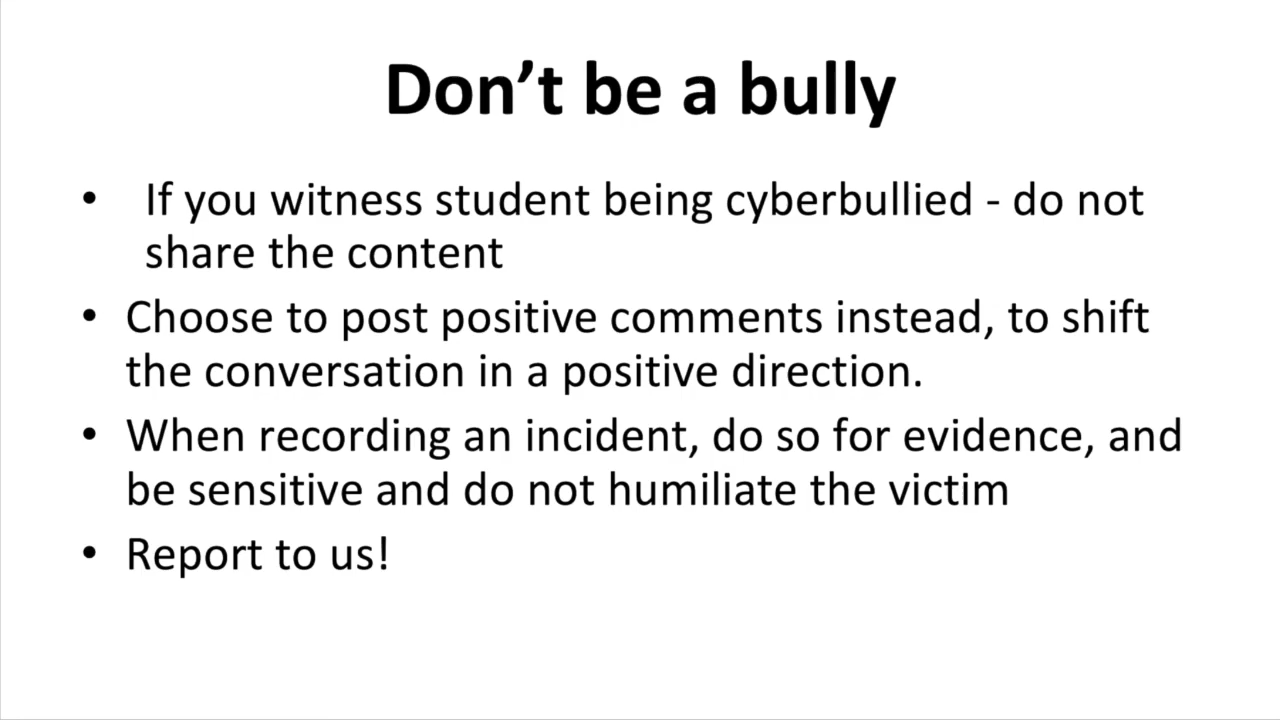 Don’t be a bully
• If you witness student being cyberbullied - do not
share the content
• Choose to post positive comments instead, to shift
the conversation in a positive direction.
• When recording an incident, do so for evidence, and
be sensitive and do not humiliate the victim
• Report to us!